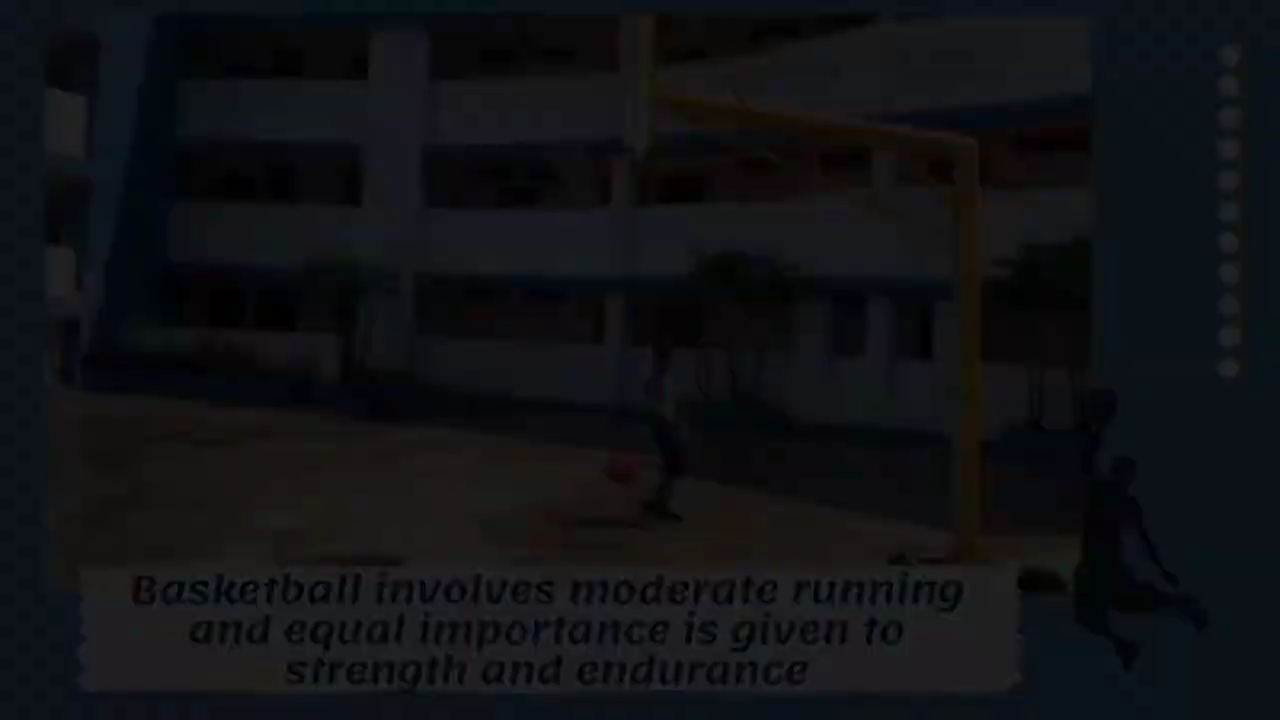 Basketball involves moderate running
and equal importance is given to
strength and endurance